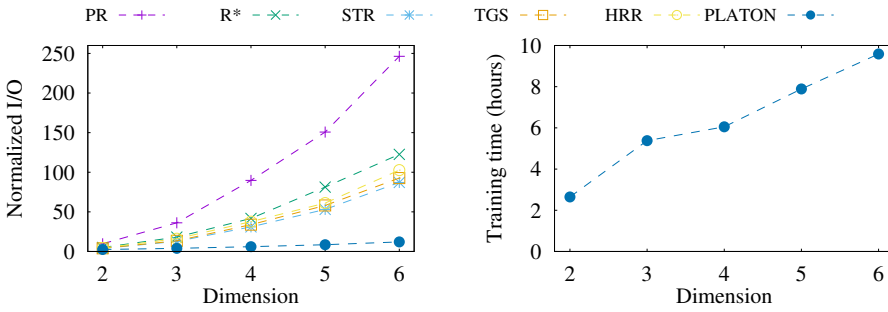 PR R* STR TGS HRR PLATON
Normalized I/O
250
200
150
100
50
0
2 3 4 5 6
Dimension
Training time (hours)
10
8
6
4
2
0
2 3 4 5 6
Dimension